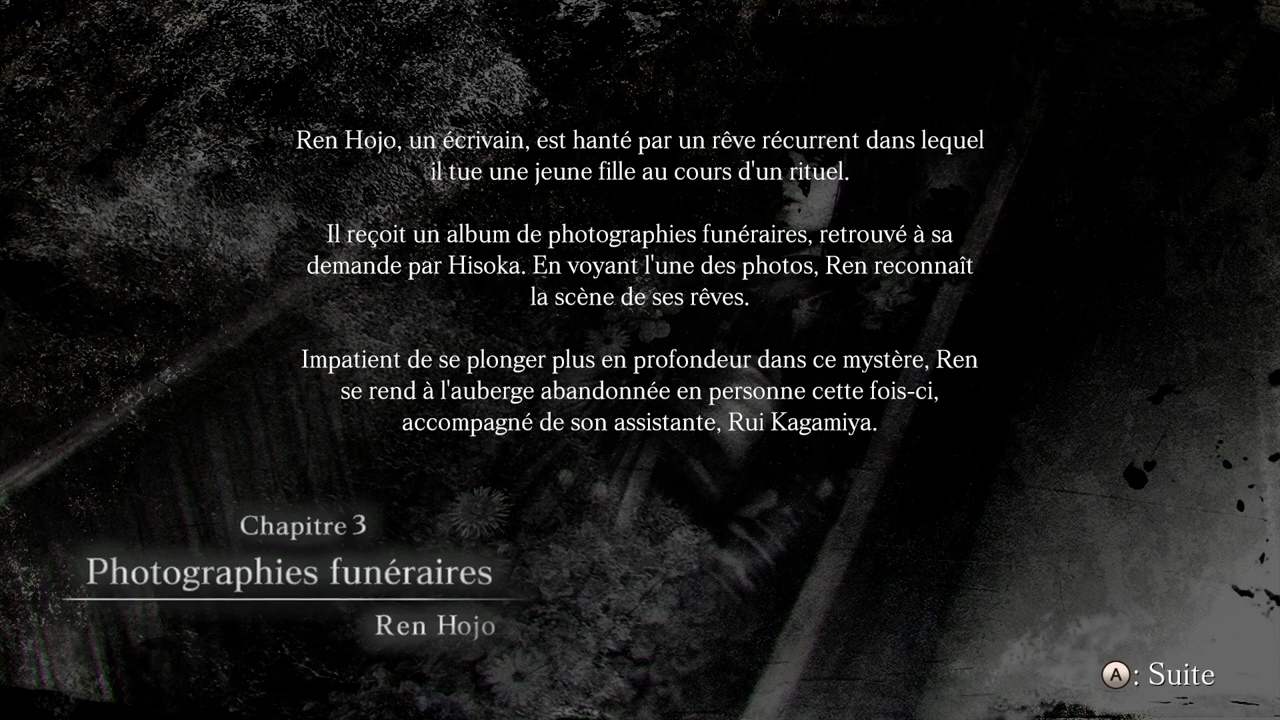 Ren Hojo, un écrivain, est hanté par un rêve récurrent dans lequel
il tue une jeune fille au cours d'un rituel.
Il reçoit un album de photographies funéraires, retrouvé à sa
demande par Hisoka. En voyant l'une des photos, Ren reconnaît
la scène de ses rêves.
Impatient de se plonger plus en profondeur dans ce mystère, Ren
se rend à l'auberge abandonnée en personne cette fois-ci,
accompagné de son assistante, Rui Kagamiya.
Chapitre 3
Photographies funéraires
Ren Hojo
A : Suite